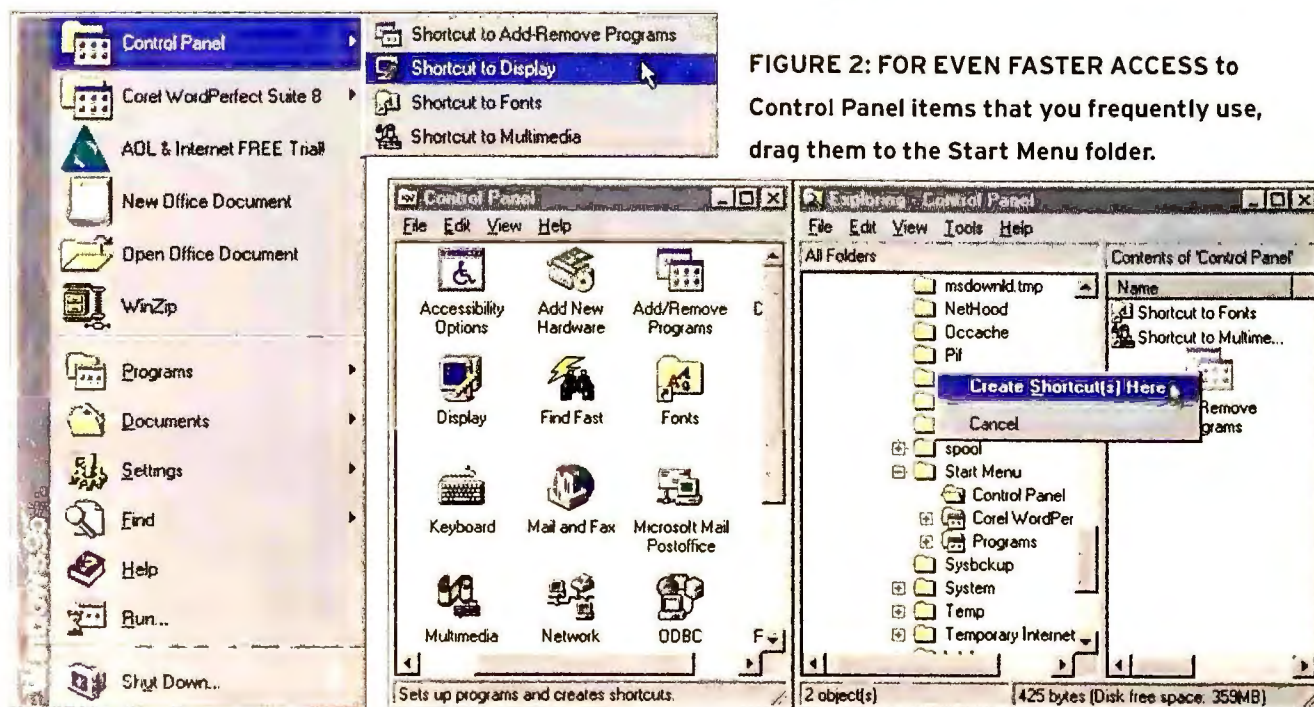 Control Panel
Corel WordPerfect Suite 8
AOL & Internet FREE Trial!
New Office Document
Open Office Document
WinZip
Programs
Documents
Settings
Find
Help
Run...
Shut Down...
Shortcut to Add-Remove Programs
Shortcut to Display
Shortcut to Fonts
Shortcut to Multimedia
FIGURE 2: FOR EVEN FASTER ACCESS to
Control Panel items that you frequently use,
drag them to the Start Menu folder.
Control Panel
File Edit View Help
Accessibility
Options
Add New
Hardware
Add/Remove
Programs
Display
Find Fast
Fonts
Keyboard
Mail and Fax
Microsoft Mail
Postoffice
Multimedia
Network
ODBC
Sets up programs and creates shortcuts.
Exploring - Control Panel
File Edit View Tools Help
All Folders
msdownld.tmp
NetHood
Occache
Pif
spool
Start Menu
Control Panel
Corel WordPer
Programs
Sysbckup
System
Temp
Temporary Internet
Contents of 'Control Panel'
Name
Shortcut to Fonts
Shortcut to Multime...
Create Shortcut(s) Here
Cancel
Remove
grams
2 object(s)
425 bytes (Disk free space: 359MB)